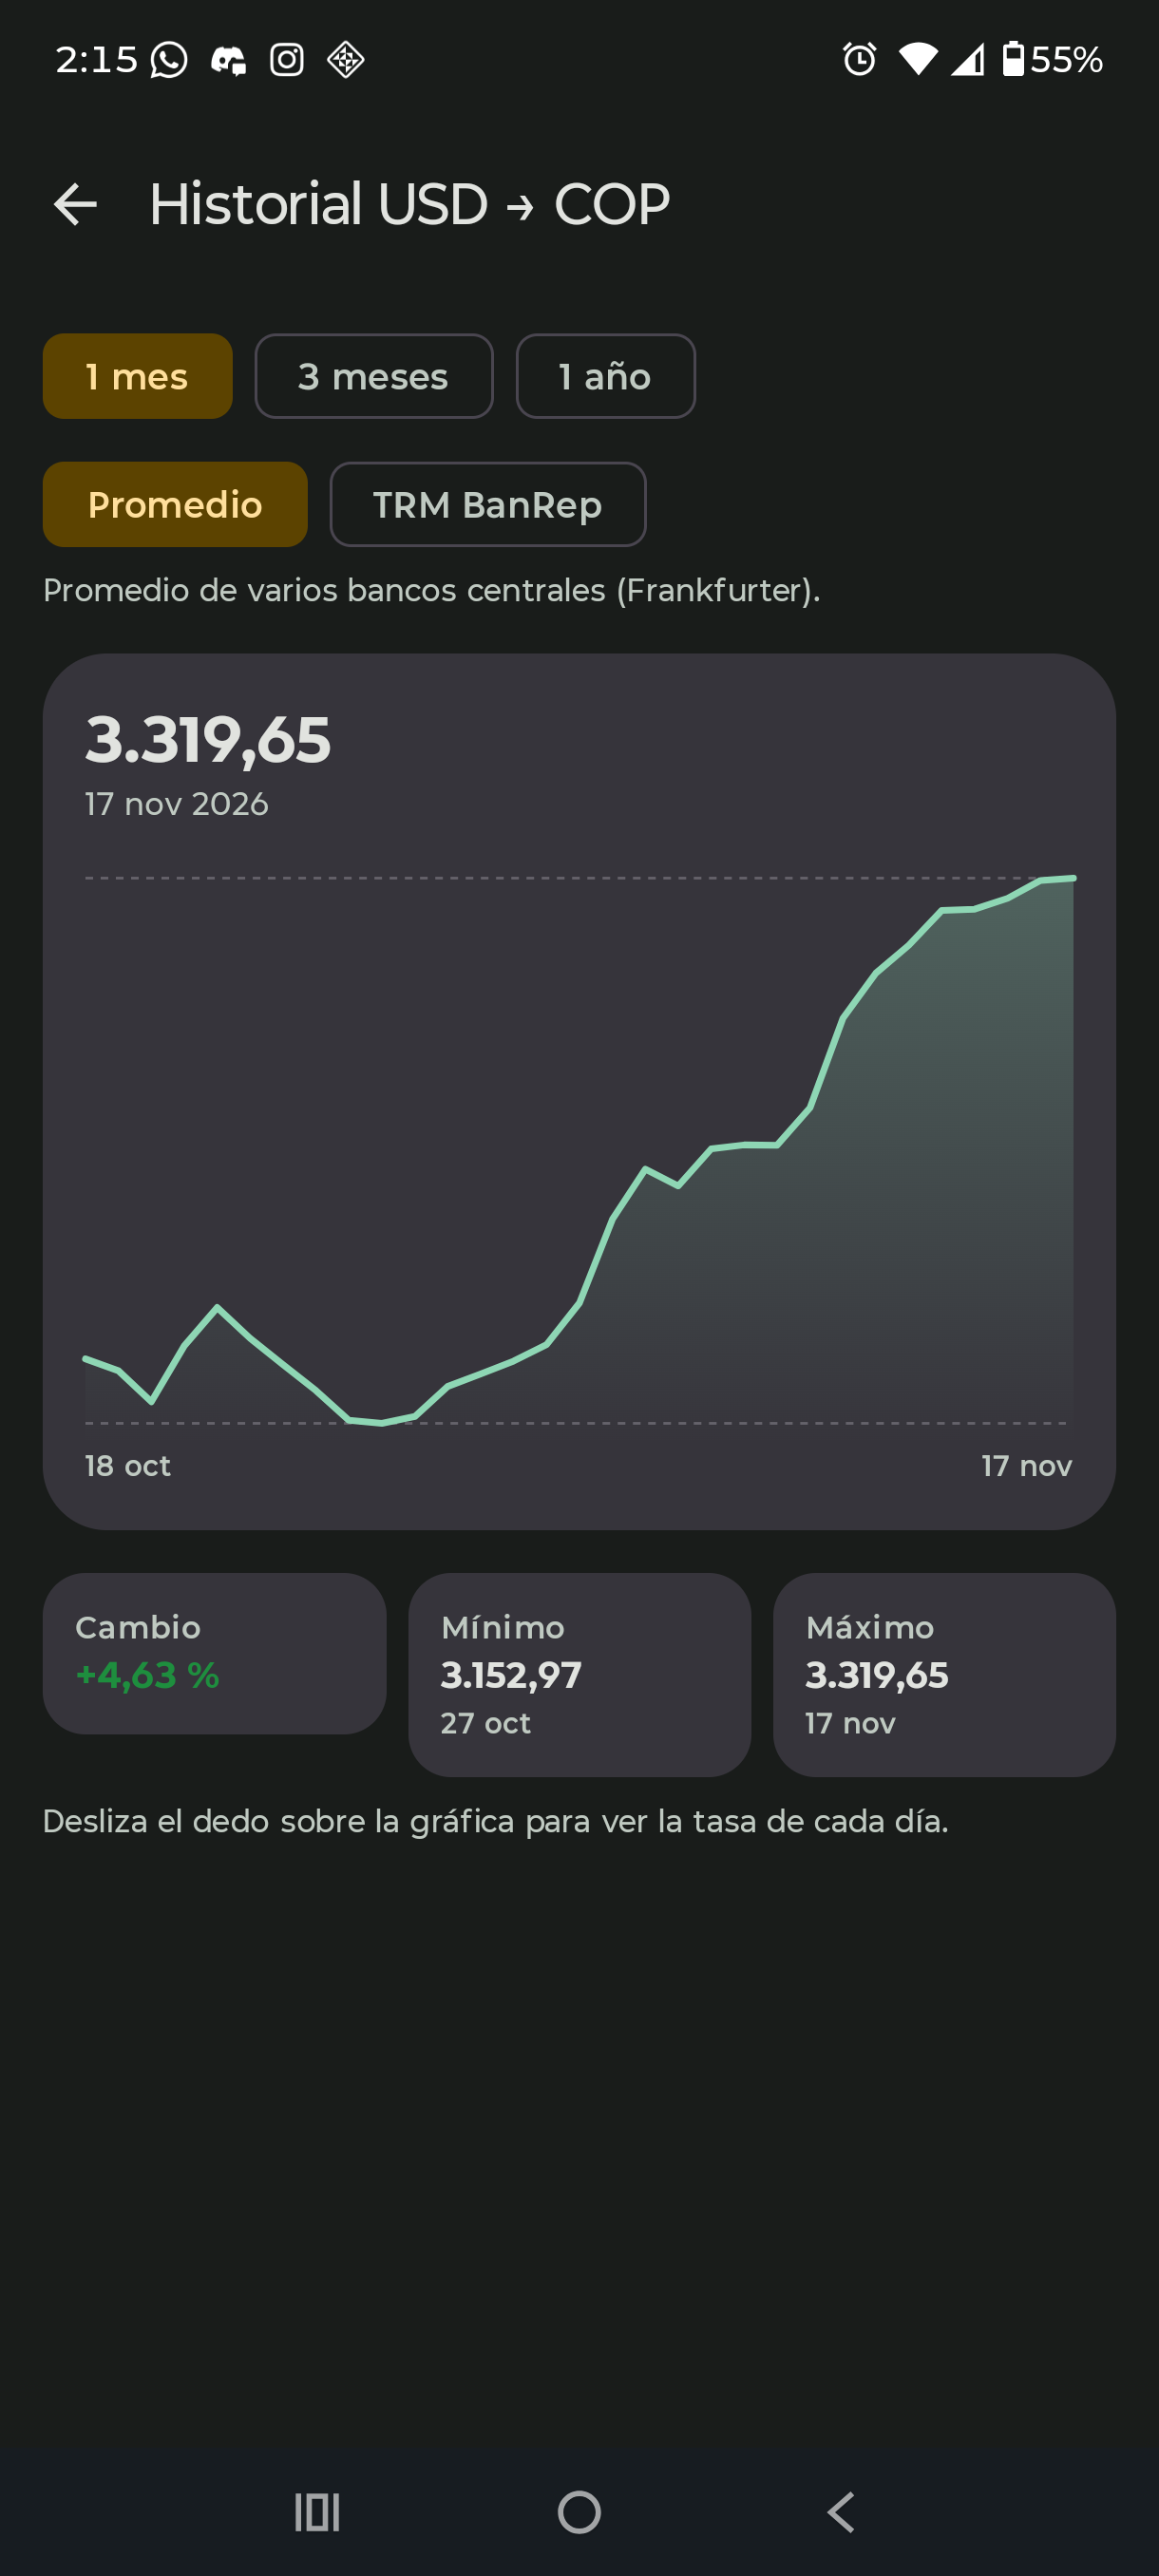 2:15
55%
Historial USD → COP
1 mes
3 meses
1 año
Promedio
TRM BanRep
Promedio de varios bancos centrales (Frankfurter).
3.319,65
17 nov 2026
18 oct
17 nov
Cambio
+4,63 %
Mínimo
3.152,97
27 oct
Máximo
3.319,65
17 nov
Desliza el dedo sobre la gráfica para ver la tasa de cada día.